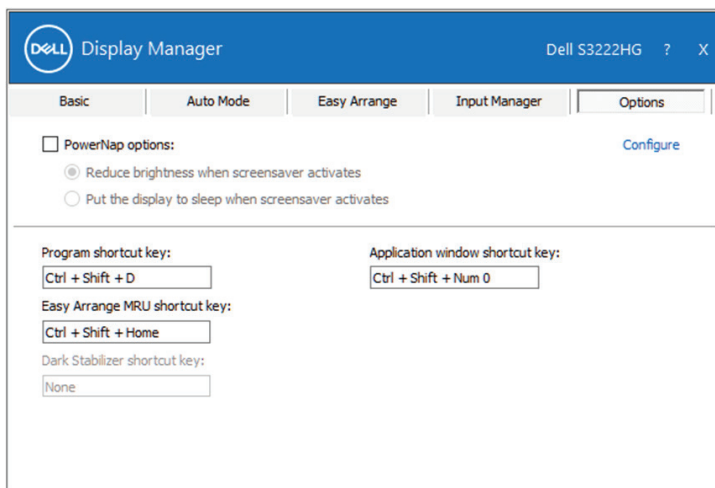 DELL Display Manager Dell S3222HG ? X
Basic Auto Mode Easy Arrange Input Manager Options
PowerNap options: Configure
Reduce brightness when screensaver activates
Put the display to sleep when screensaver activates
Program shortcut key: Application window shortcut key:
Ctrl + Shift + D Ctrl + Shift + Num 0
Easy Arrange MRU shortcut key:
Ctrl + Shift + Home
Dark Stabilizer shortcut key:
None